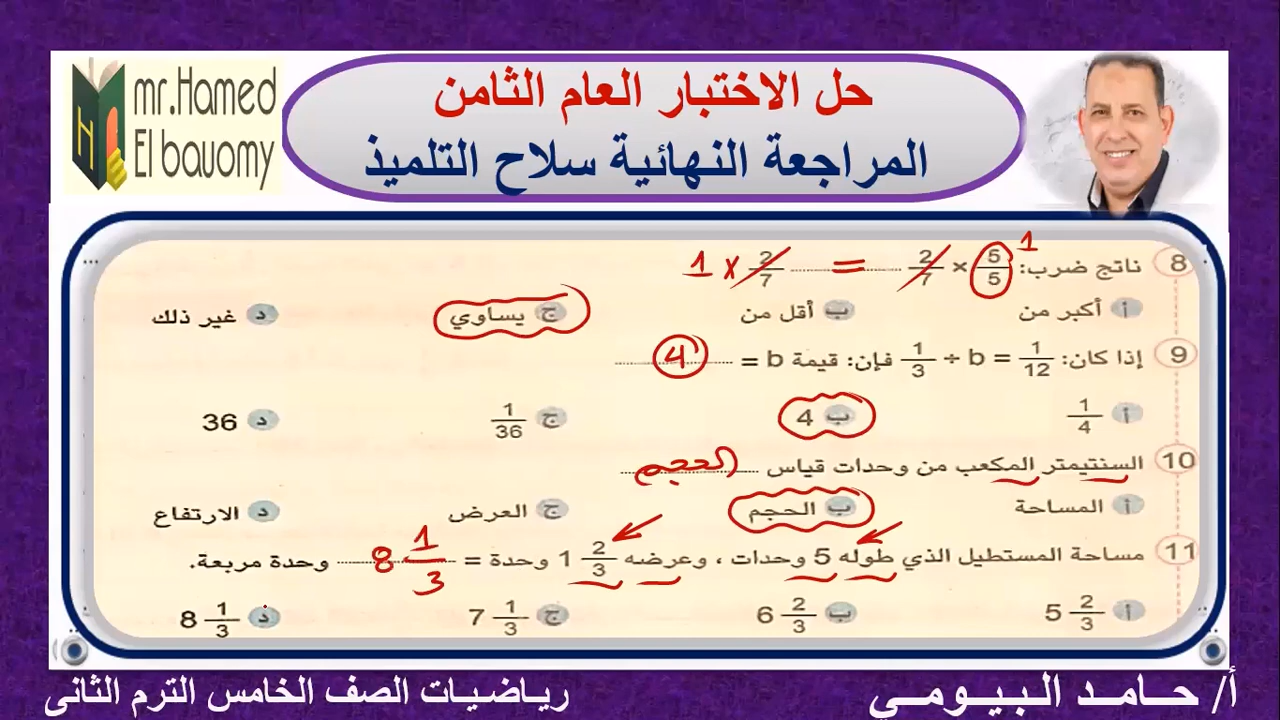 mr.Hamed
El bauomy
حل الاختبار العام الثامن
المراجعة النهائية سلاح التلميذ
8 ناتج ضرب: 5/5 × 2/7 ........ = ........ 2/7 × 1
1
أ أكبر من ب أقل من ج يساوي د غير ذلك
9 إذا كان: 1/3 ÷ b = 1/12 فإن: قيمة b = ........ 4
أ 1/4 ب 4 ج 1/36 د 36
10 السنتيمتر المكعب من وحدات قياس ........ الحجم
أ المساحة ب الحجم ج العرض د الارتفاع
11 مساحة المستطيل الذي طوله 5 وحدات ، وعرضه 1 2/3 وحدة = ........ 8 1/3 ........ وحدة مربعة.
أ 5 2/3 ب 6 2/3 ج 7 1/3 د 8 1/3
أ/ حامد البيومي
رياضيات الصف الخامس الترم الثانى